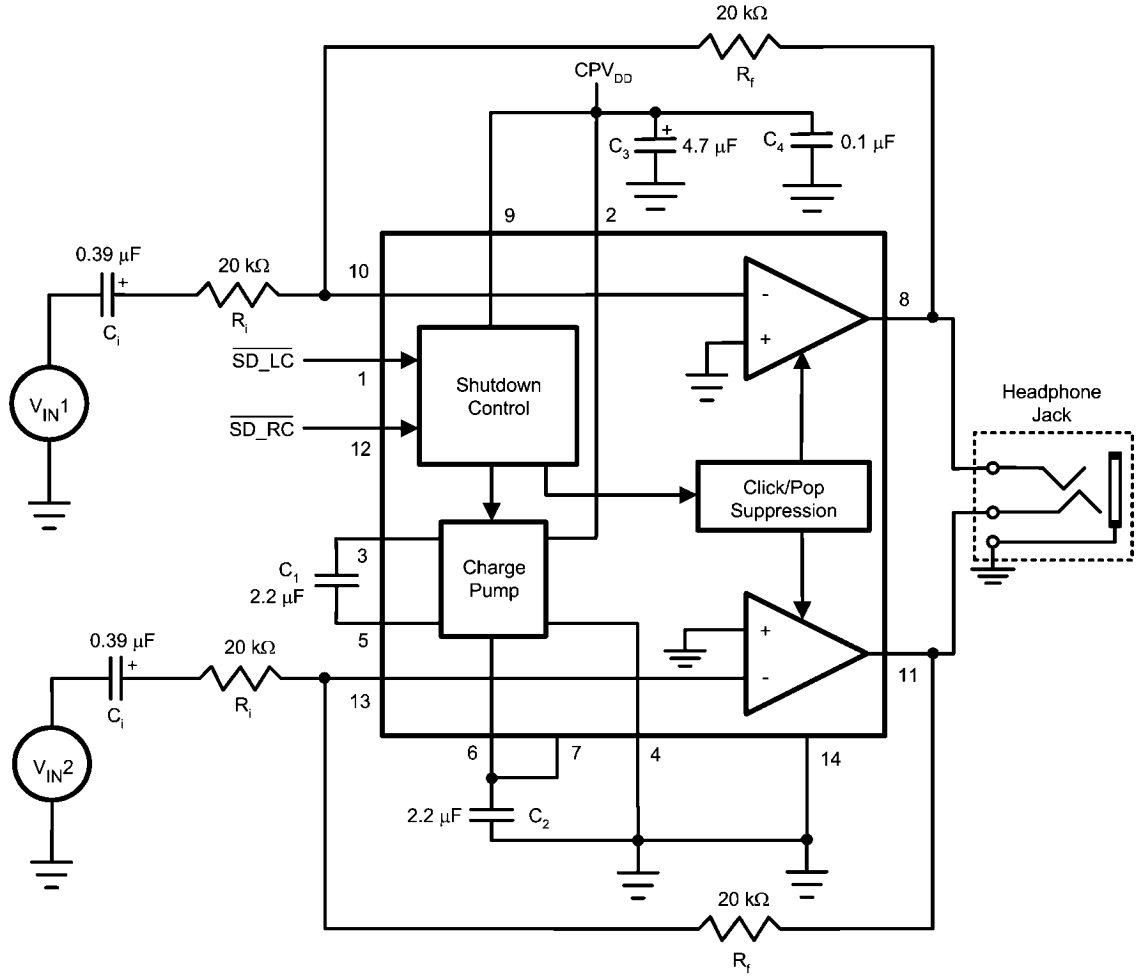 20 kΩ
R_f
CPV_DD
C_3
+
4.7 μF
C_4
0.1 μF
9
2
0.39 μF
+
C_i
20 kΩ
R_i
10
-
+
8
SD_LC
1
Shutdown
Control
V_IN1
SD_RC
12
Headphone
Jack
Click/Pop
Suppression
3
C_1
2.2 μF
Charge
Pump
5
0.39 μF
+
C_i
20 kΩ
R_i
13
+
-
11
V_IN2
6
7
4
14
2.2 μF
C_2
20 kΩ
R_f